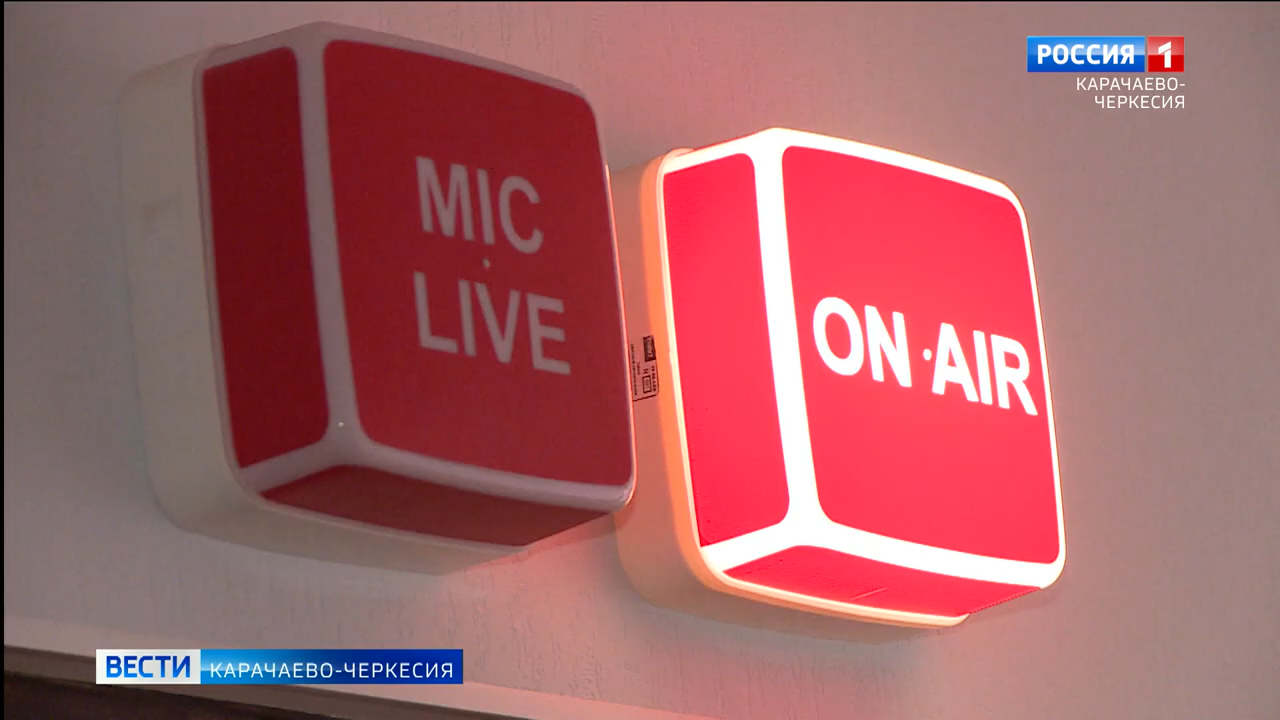 РОССИЯ 1
КАРАЧАЕВО-
ЧЕРКЕСИЯ
MIC
LIVE
ON AIR
ВЕСТИ КАРАЧАЕВО-ЧЕРКЕСИЯ